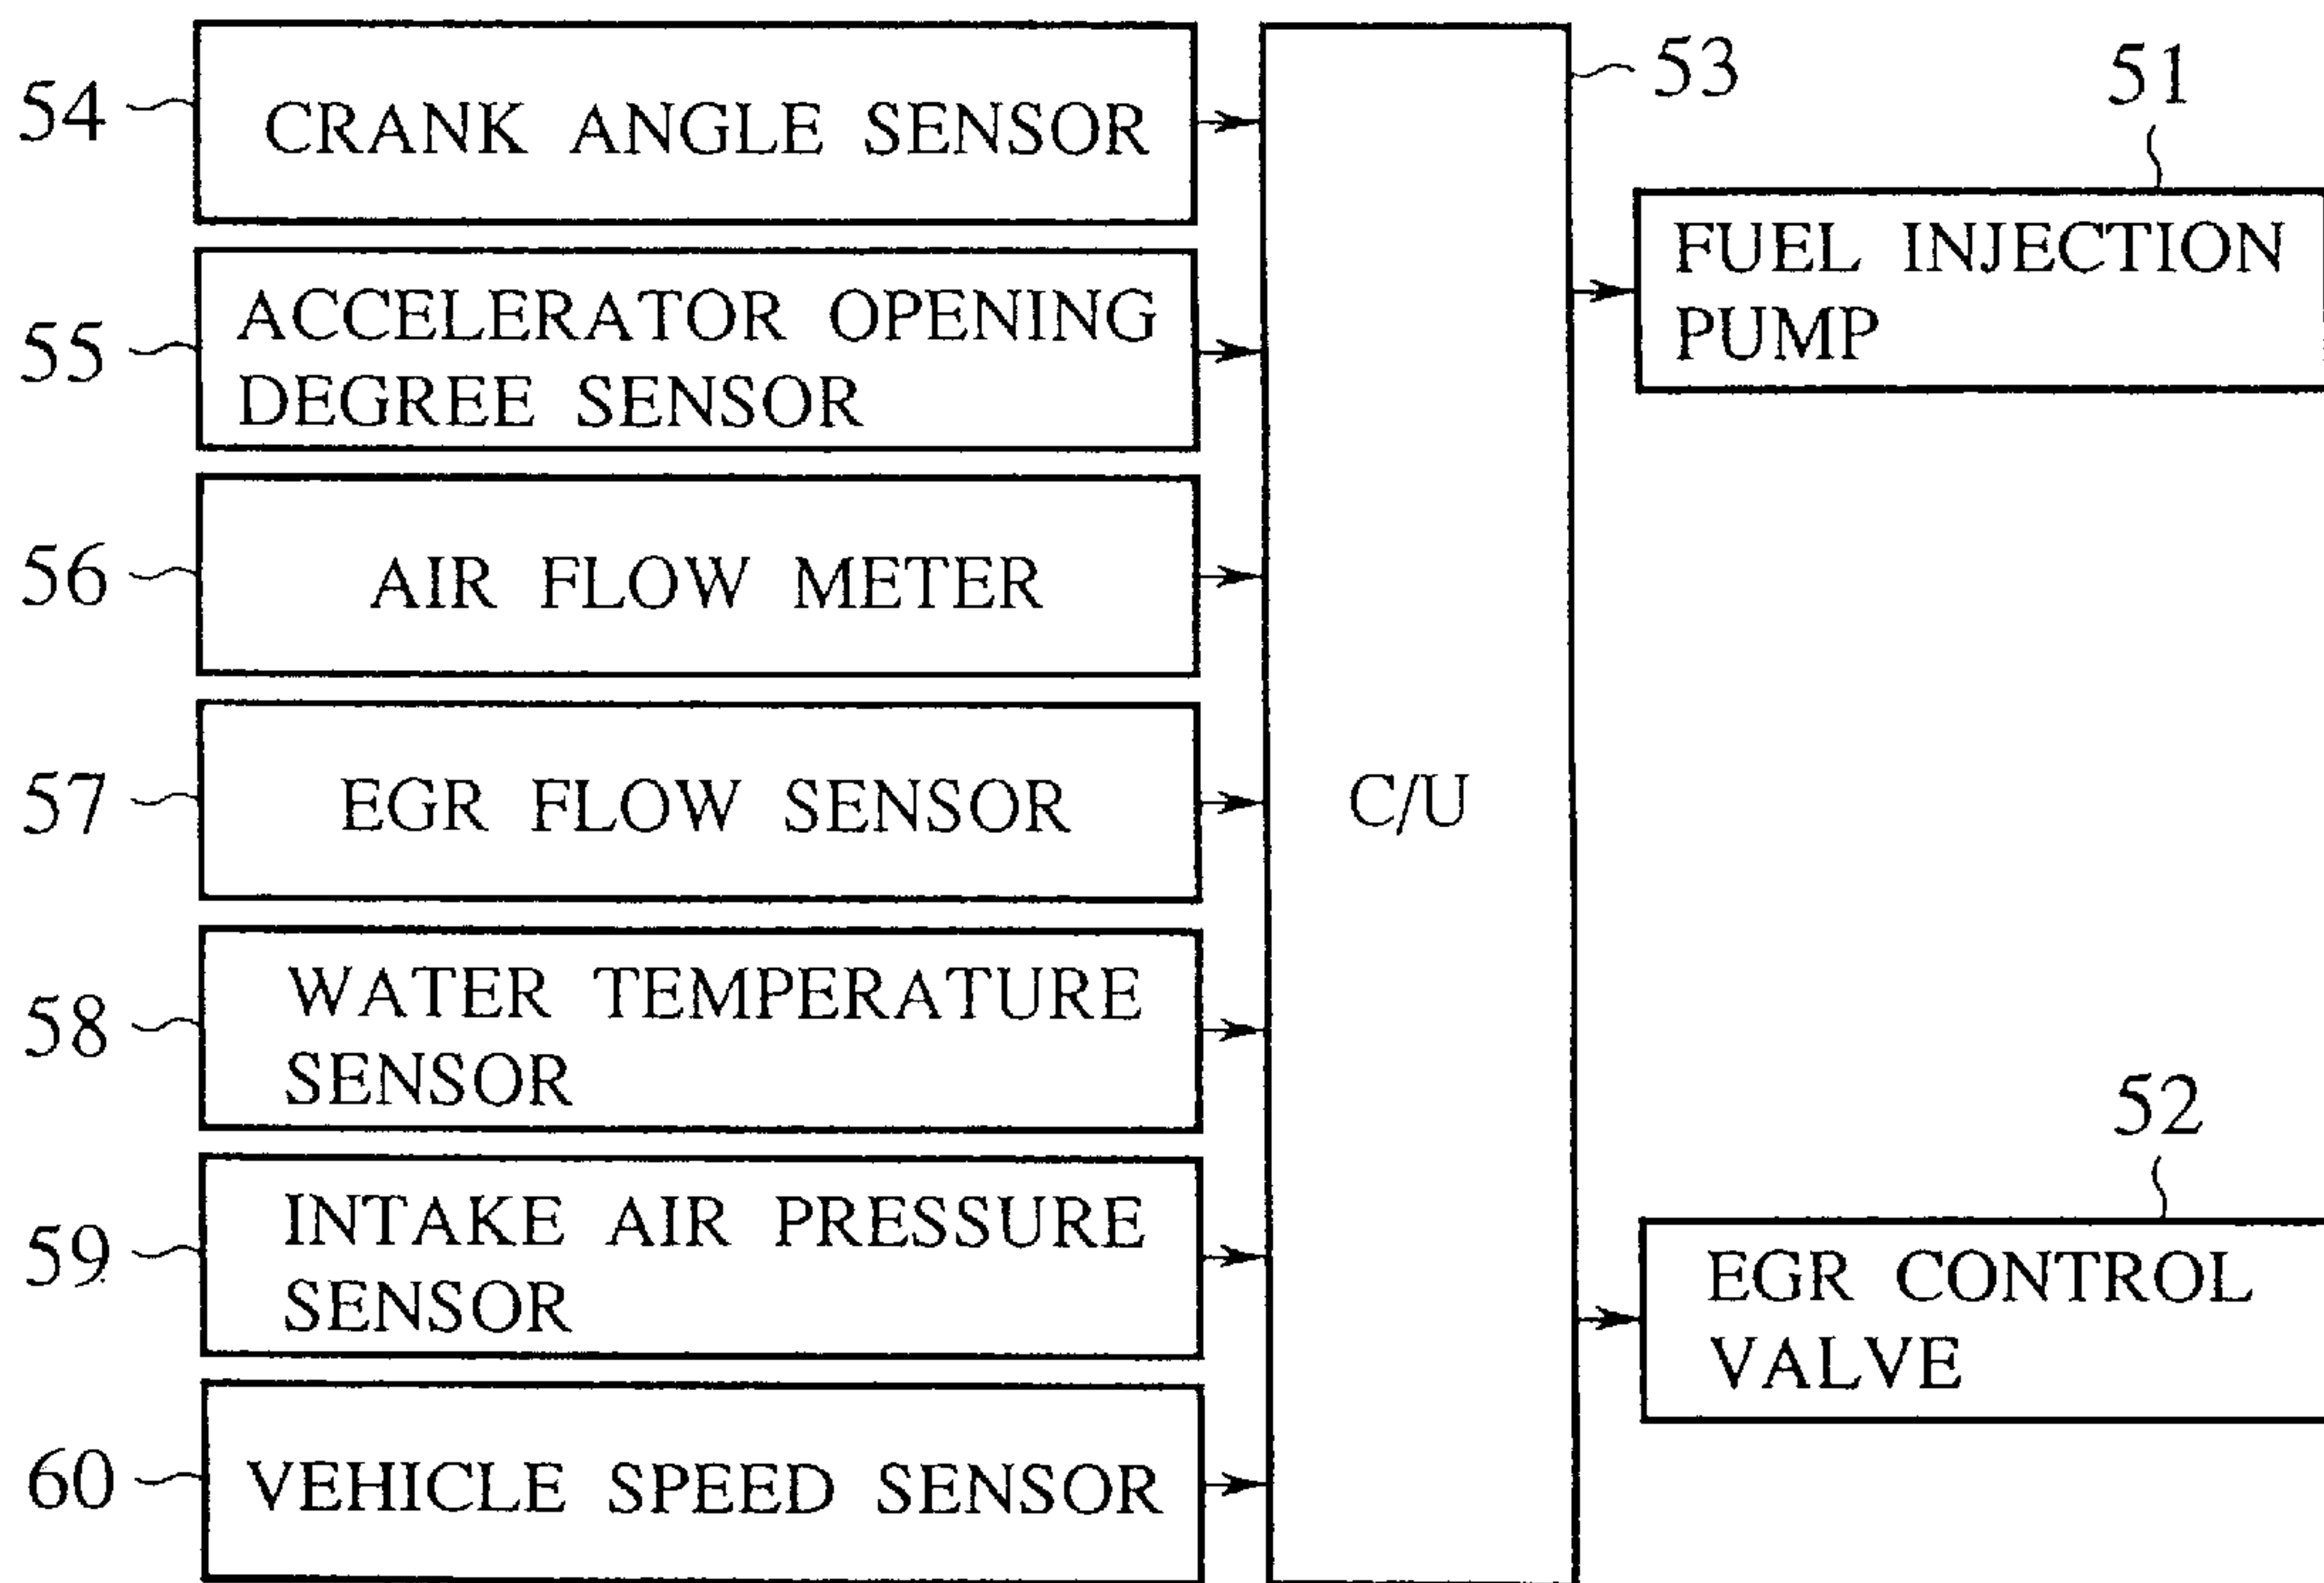 54
CRANK ANGLE SENSOR
55
ACCELERATOR OPENING
DEGREE SENSOR
56
AIR FLOW METER
57
EGR FLOW SENSOR
58
WATER TEMPERATURE
SENSOR
59
INTAKE AIR PRESSURE
SENSOR
60
VEHICLE SPEED SENSOR
53
C/U
51
FUEL INJECTION
PUMP
52
EGR CONTROL
VALVE